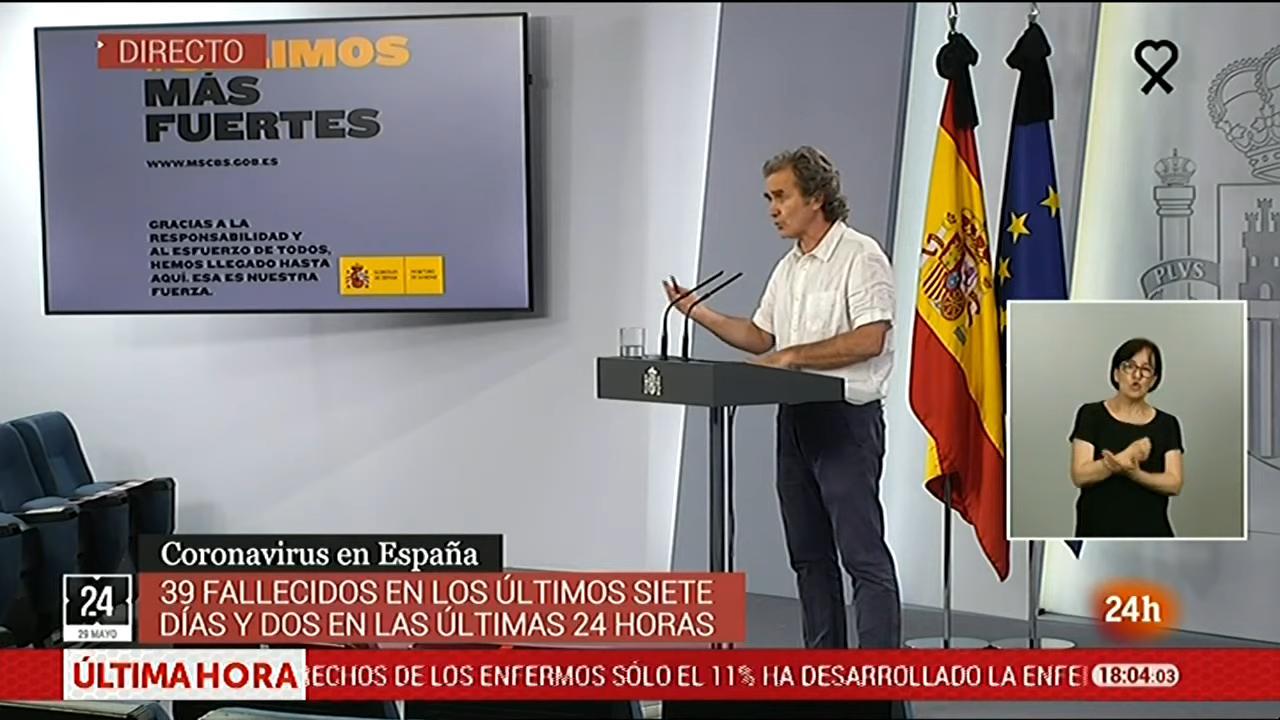 DIRECTO
MÁS
FUERTES
WWW.MSCBS.GOB.ES
GRACIAS A LA
RESPONSABILIDAD Y
AL ESFUERZO DE TODOS,
HEMOS LLEGADO HASTA
AQUÍ. ESA ES NUESTRA
FUERZA.
PLVS
Coronavirus en España
24
29 MAYO
39 FALLECIDOS EN LOS ÚLTIMOS SIETE
DÍAS Y DOS EN LAS ÚLTIMAS 24 HORAS
24h
ÚLTIMA HORA
RECHOS DE LOS ENFERMOS SÓLO EL 11% HA DESARROLLADO LA ENFE
18:04:03